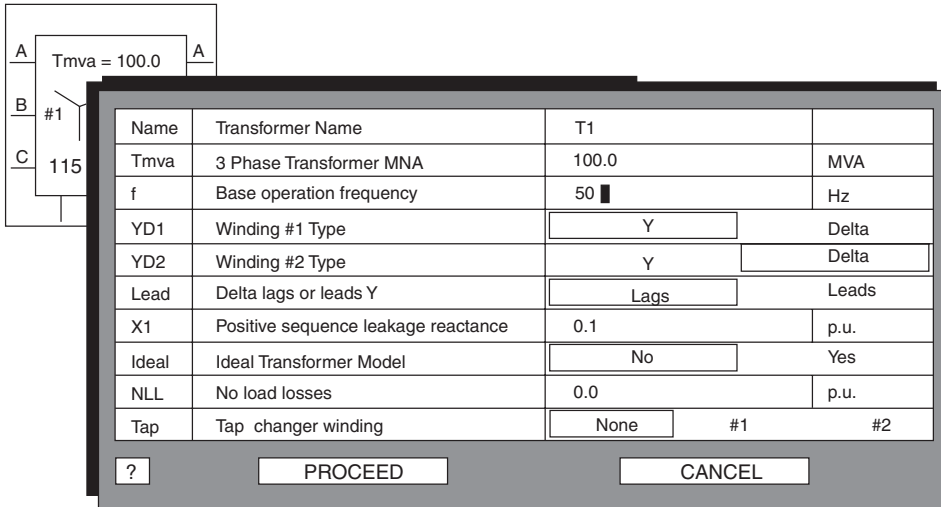 A
Tmva = 100.0
A
B
#1
C
115
Name Transformer Name T1
Tmva 3 Phase Transformer MNA 100.0 MVA
f Base operation frequency 50 Hz
YD1 Winding #1 Type Y Delta
YD2 Winding #2 Type Y Delta
Lead Delta lags or leads Y Lags Leads
X1 Positive sequence leakage reactance 0.1 p.u.
Ideal Ideal Transformer Model No Yes
NLL No load losses 0.0 p.u.
Tap Tap changer winding None #1 #2
? PROCEED CANCEL